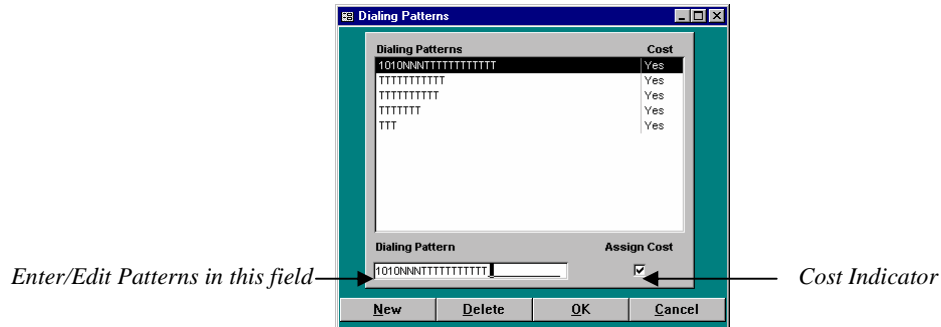 Dialing Patterns
Dialing Patterns Cost
1010NNNTTTTTTTTTTTT Yes
TTTTTTTTTTT Yes
TTTTTTTTTT Yes
TTTTTTT Yes
TTT Yes
Dialing Pattern Assign Cost
Enter/Edit Patterns in this field 1010NNNTTTTTTTTTTT Cost Indicator
New Delete OK Cancel